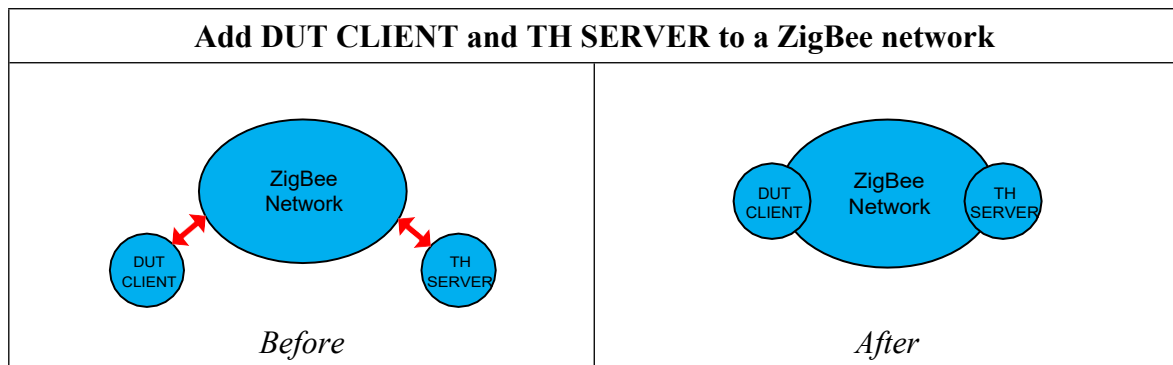 Add DUT CLIENT and TH SERVER to a ZigBee network
ZigBee
Network
DUT
CLIENT
TH
SERVER
Before
ZigBee
Network
DUT
CLIENT
TH
SERVER
After